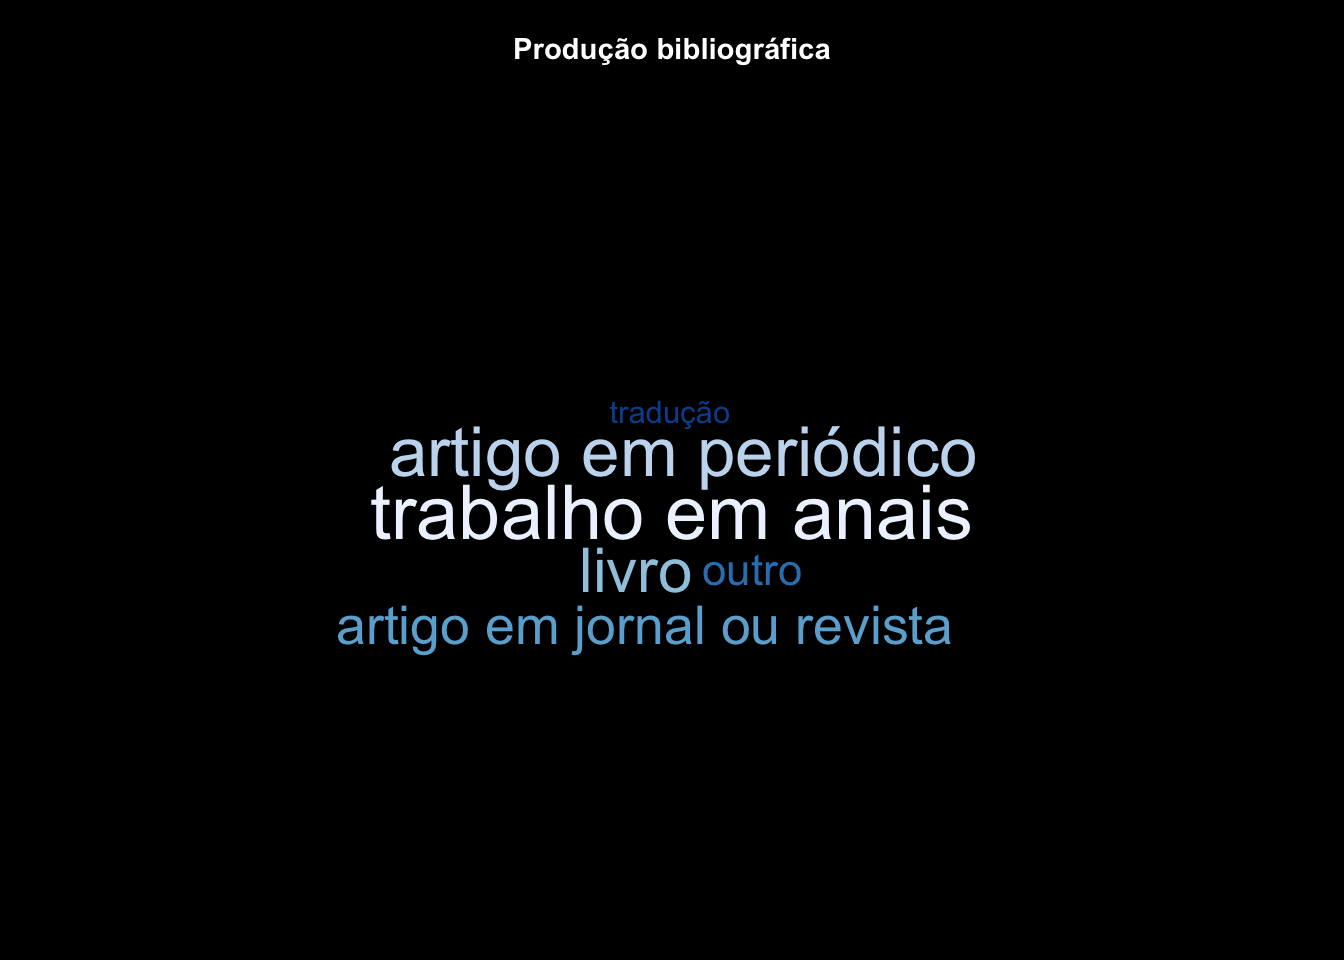 Produção bibliográfica
tradução
artigo em periódico
trabalho em anais
livro outro
artigo em jornal ou revista